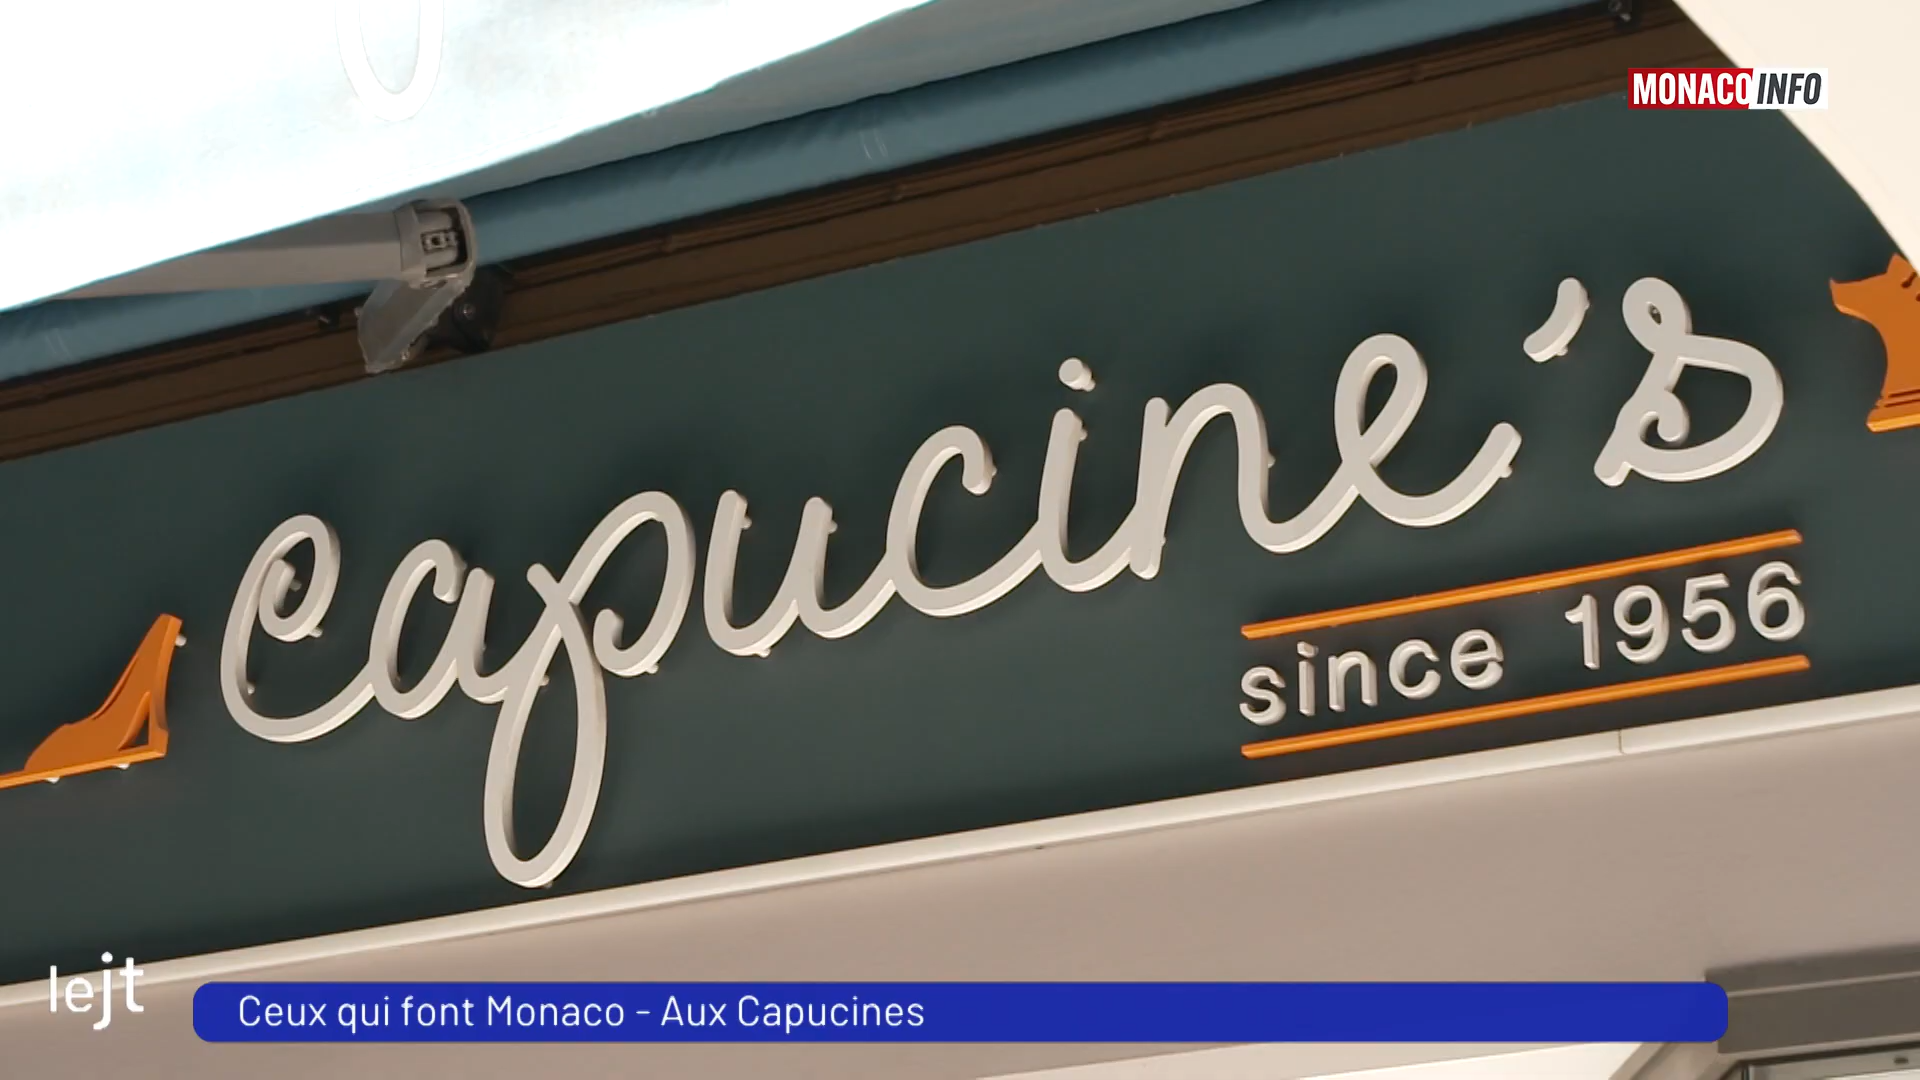 MONACO INFO
capucine's
since 1956
lejt
Ceux qui font Monaco - Aux Capucines